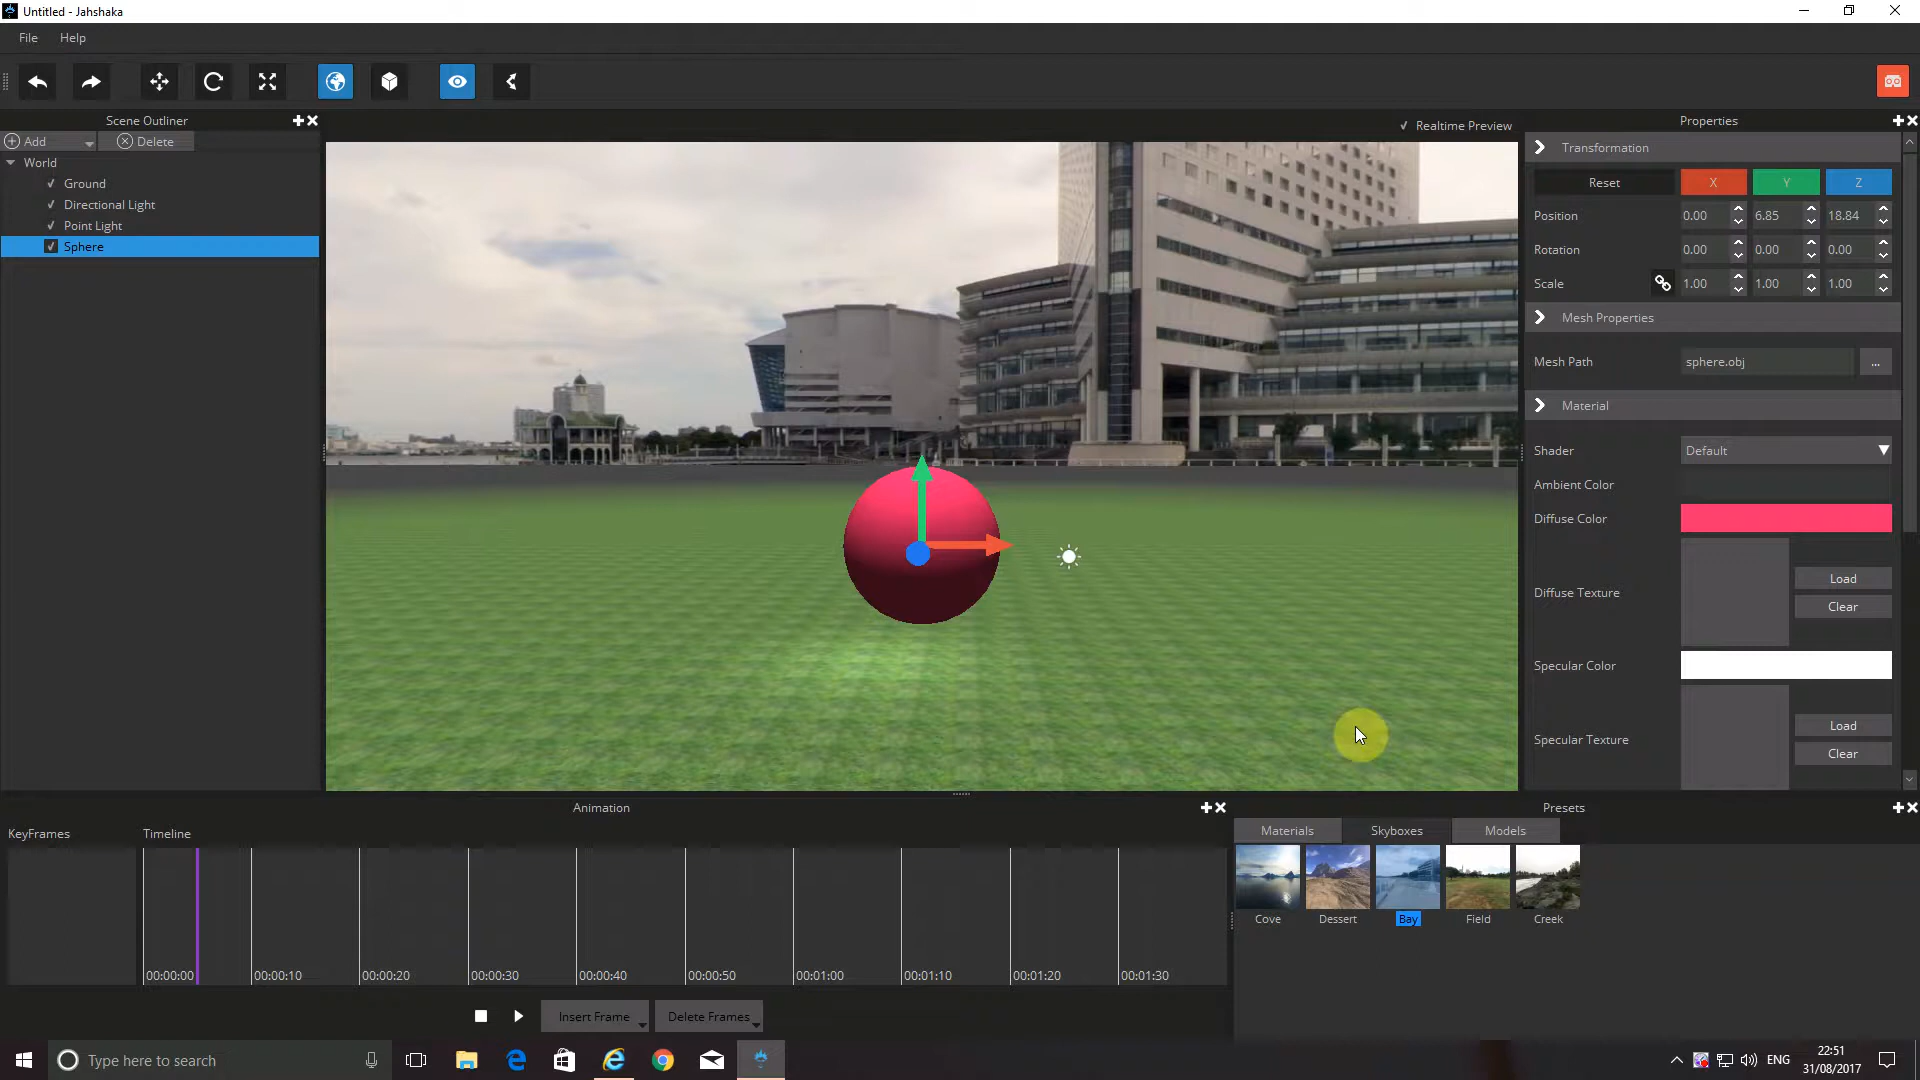 Untitled - Jahshaka
File Help
Scene Outliner
Realtime Preview
Properties
Add Delete
World
Ground
Directional Light
Point Light
Sphere
Transformation
Reset X Y Z
Position 0.00 6.85 18.84
Rotation 0.00 0.00 0.00
Scale 1.00 1.00 1.00
Mesh Properties
Mesh Path sphere.obj ...
Material
Shader Default
Ambient Color
Diffuse Color
Diffuse Texture Load
Clear
Specular Color
Specular Texture Load
Clear
Animation
Presets
KeyFrames Timeline
Materials Skyboxes Models
Cove Dessert Bay Field Creek
00:00:00 00:00:10 00:00:20 00:00:30 00:00:40 00:00:50 00:01:00 00:01:10 00:01:20 00:01:30
Insert Frame Delete Frames
Type here to search
ENG
22:51
31/08/2017